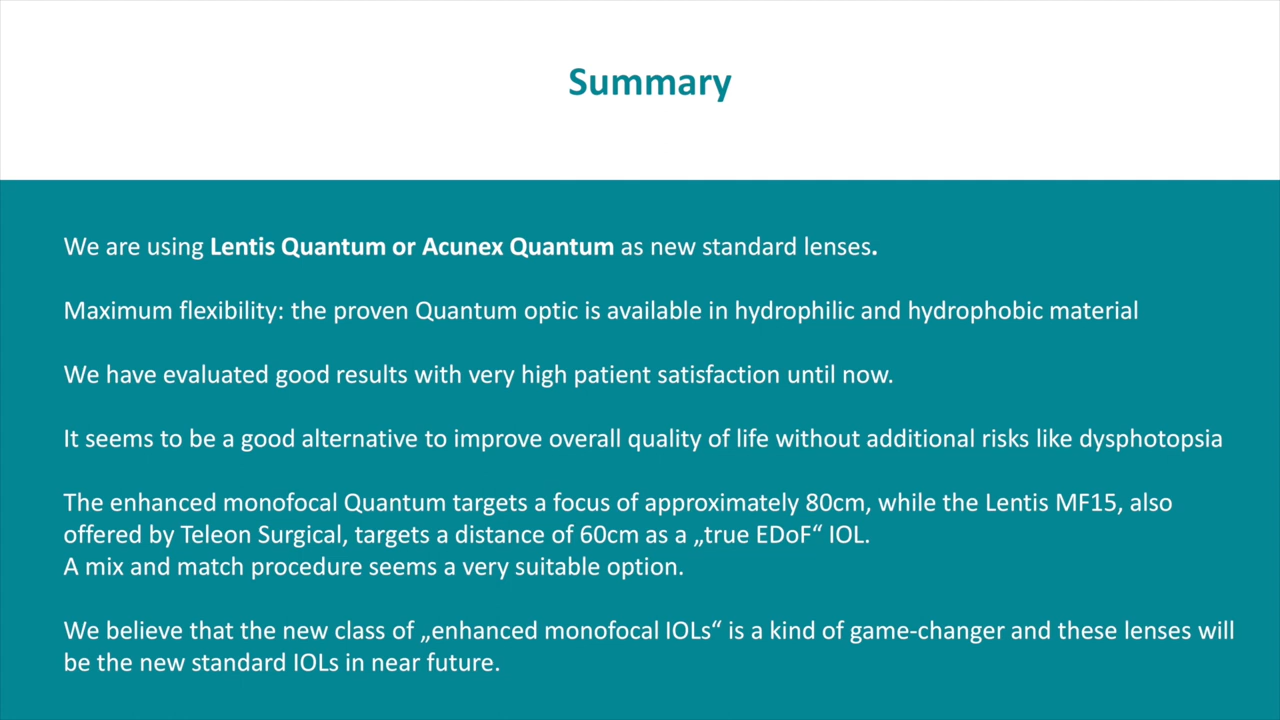 Summary
We are using Lentis Quantum or Acunex Quantum as new standard lenses.
Maximum flexibility: the proven Quantum optic is available in hydrophilic and hydrophobic material
We have evaluated good results with very high patient satisfaction until now.
It seems to be a good alternative to improve overall quality of life without additional risks like dysphotopsia
The enhanced monofocal Quantum targets a focus of approximately 80cm, while the Lentis MF15, also
offered by Teleon Surgical, targets a distance of 60cm as a „true EDoF“ IOL.
A mix and match procedure seems a very suitable option.
We believe that the new class of „enhanced monofocal IOLs“ is a kind of game-changer and these lenses will
be the new standard IOLs in near future.